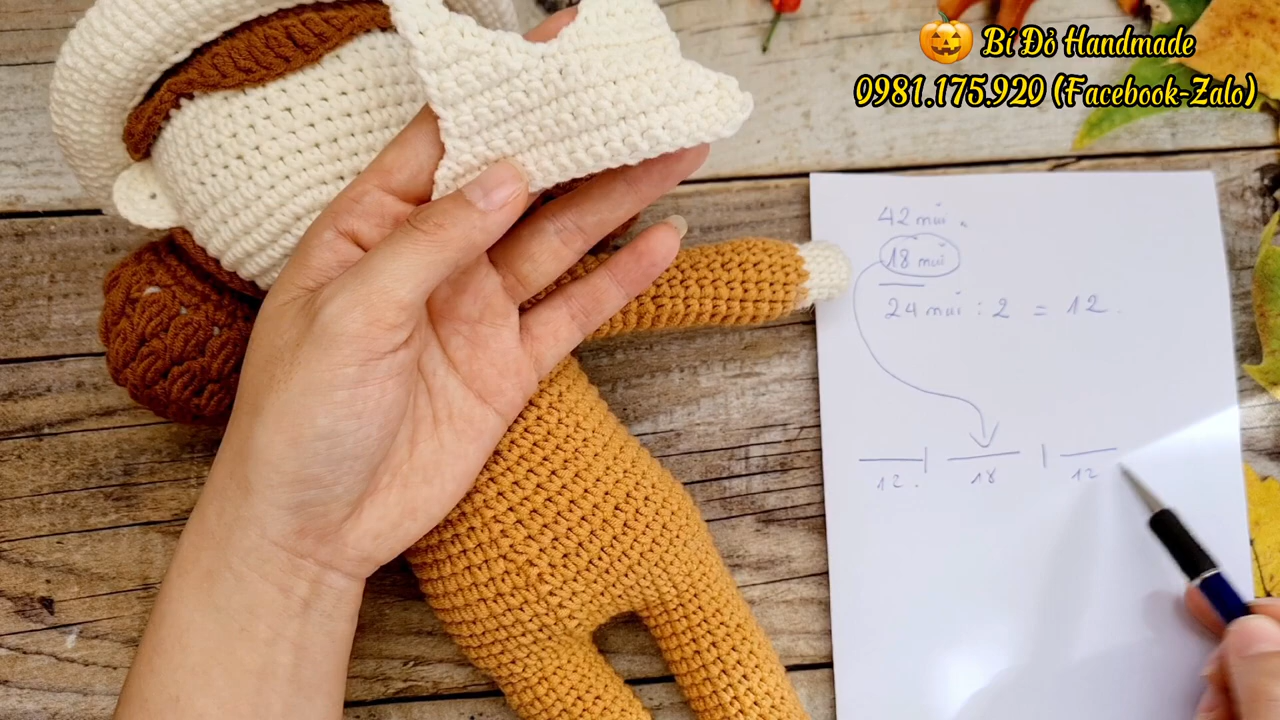 Bí Đỏ Handmade
0981.175.920 (Facebook-Zalo)
42 mũi.
18 mũi
24 mũi : 2 = 12.
12. | 18 | 12